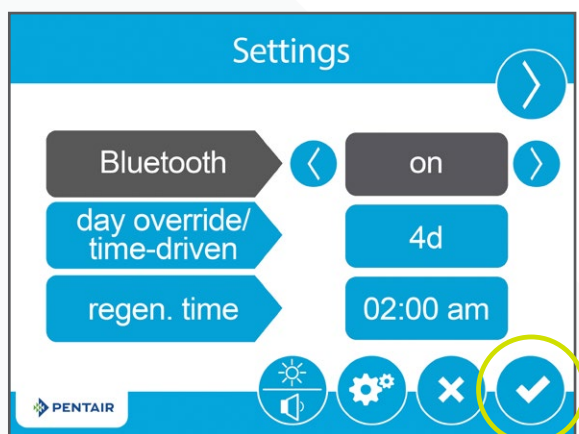 Settings
Bluetooth
on
day override/
time-driven
4d
regen. time
02:00 am
PENTAIR